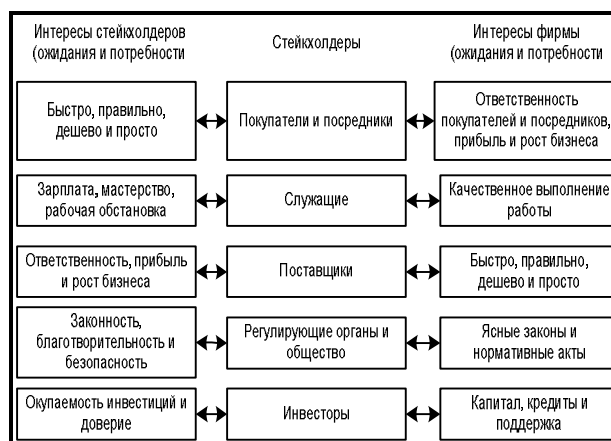 Интересы стейкхолдеров
(ожидания и потребности
Стейкхолдеры
Интересы фирмы
(ожидания и потребности
Быстро, правильно,
дешево и просто
Покупатели и посредники
Ответственность
покупателей и посредников,
прибыль и рост бизнеса
Зарплата, мастерство,
рабочая обстановка
Служащие
Качественное выполнение
работы
Ответственность, прибыль
и рост бизнеса
Поставщики
Быстро, правильно,
дешево и просто
Законность,
благотворительность и
безопасность
Регулирующие органы и
общество
Ясные законы и
нормативные акты
Окупаемость инвестиций и
доверие
Инвесторы
Капитал, кредиты и
поддержка